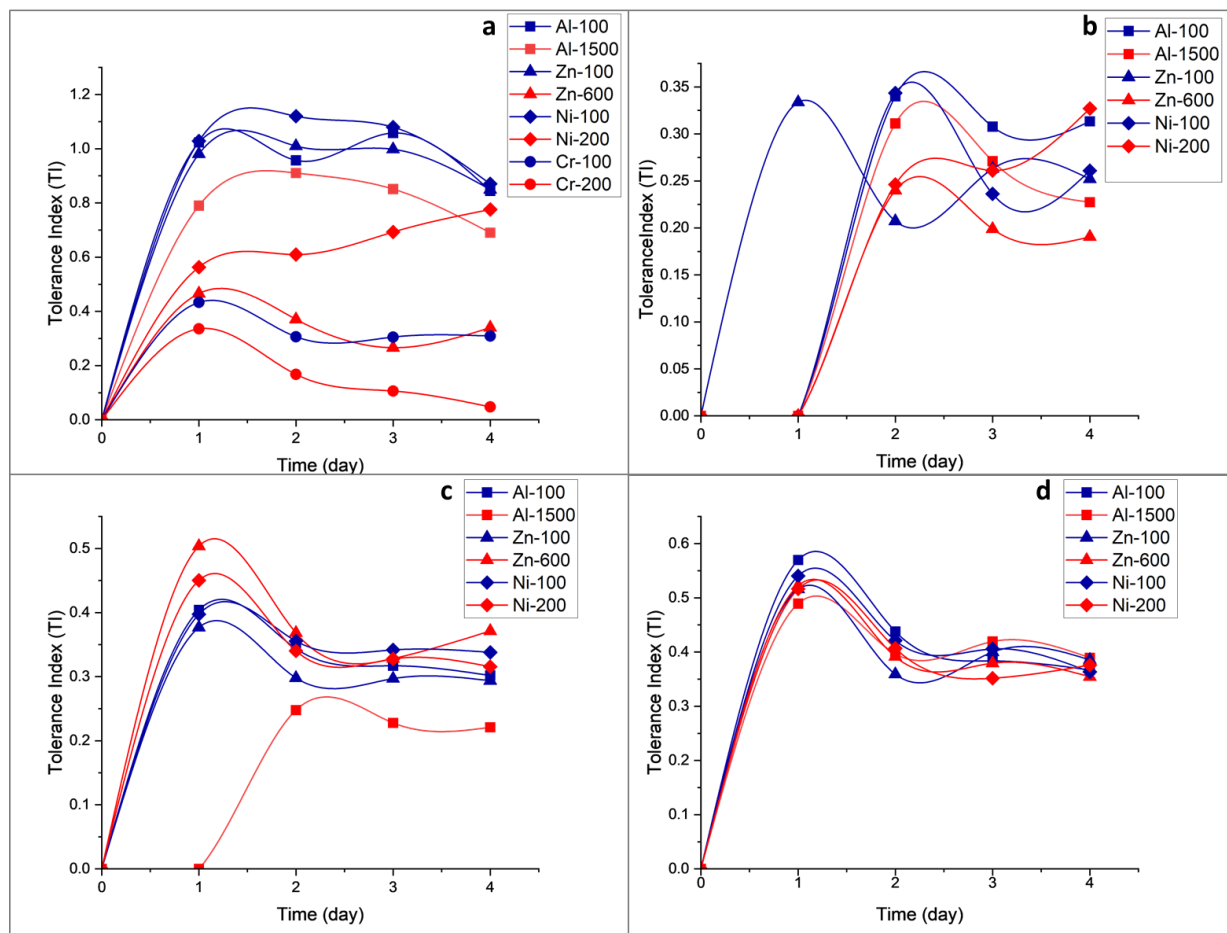 a
Al-100
Al-1500
Zn-100
Zn-600
Ni-100
Ni-200
Cr-100
Cr-200
Tolerance Index (TI)
1.2
1.0
0.8
0.6
0.4
0.2
0.0
0 1 2 3 4
Time (day)
b
Al-100
Al-1500
Zn-100
Zn-600
Ni-100
Ni-200
ToleranceIndex (TI)
0.35
0.30
0.25
0.20
0.15
0.10
0.05
0.00
0 1 2 3 4
Time (day)
c
Al-100
Al-1500
Zn-100
Zn-600
Ni-100
Ni-200
Tolerance Index (TI)
0.5
0.4
0.3
0.2
0.1
0.0
0 1 2 3 4
Time (day)
d
Al-100
Al-1500
Zn-100
Zn-600
Ni-100
Ni-200
Tolerance Index (TI)
0.6
0.5
0.4
0.3
0.2
0.1
0.0
0 1 2 3 4
Time (day)